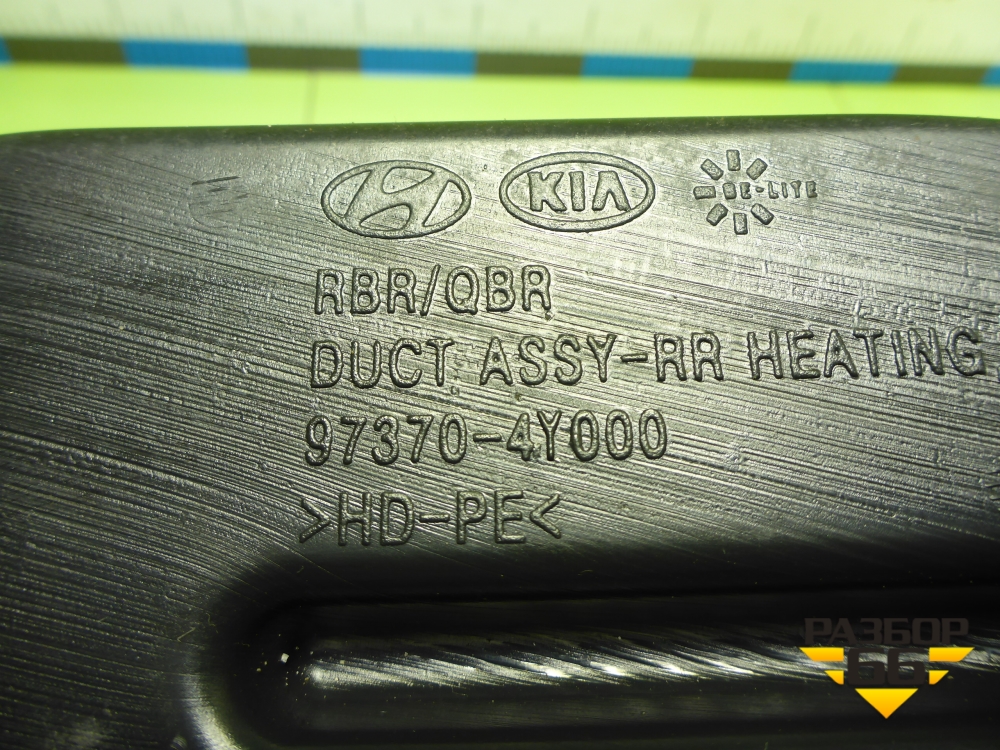 KIA BE-LITE
RBR/QBR
DUCT ASSY-RR HEATING
97370-4Y000
>HD-PE<
РАЗБОР
66